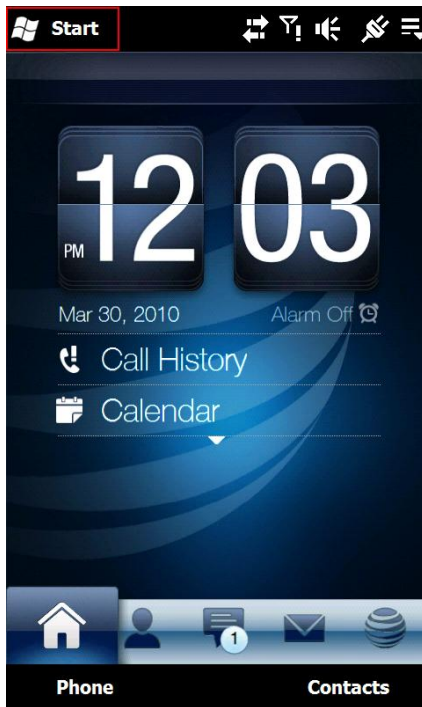 Start
12 03
PM
Mar 30, 2010 Alarm Off
Call History
Calendar
1
Phone Contacts